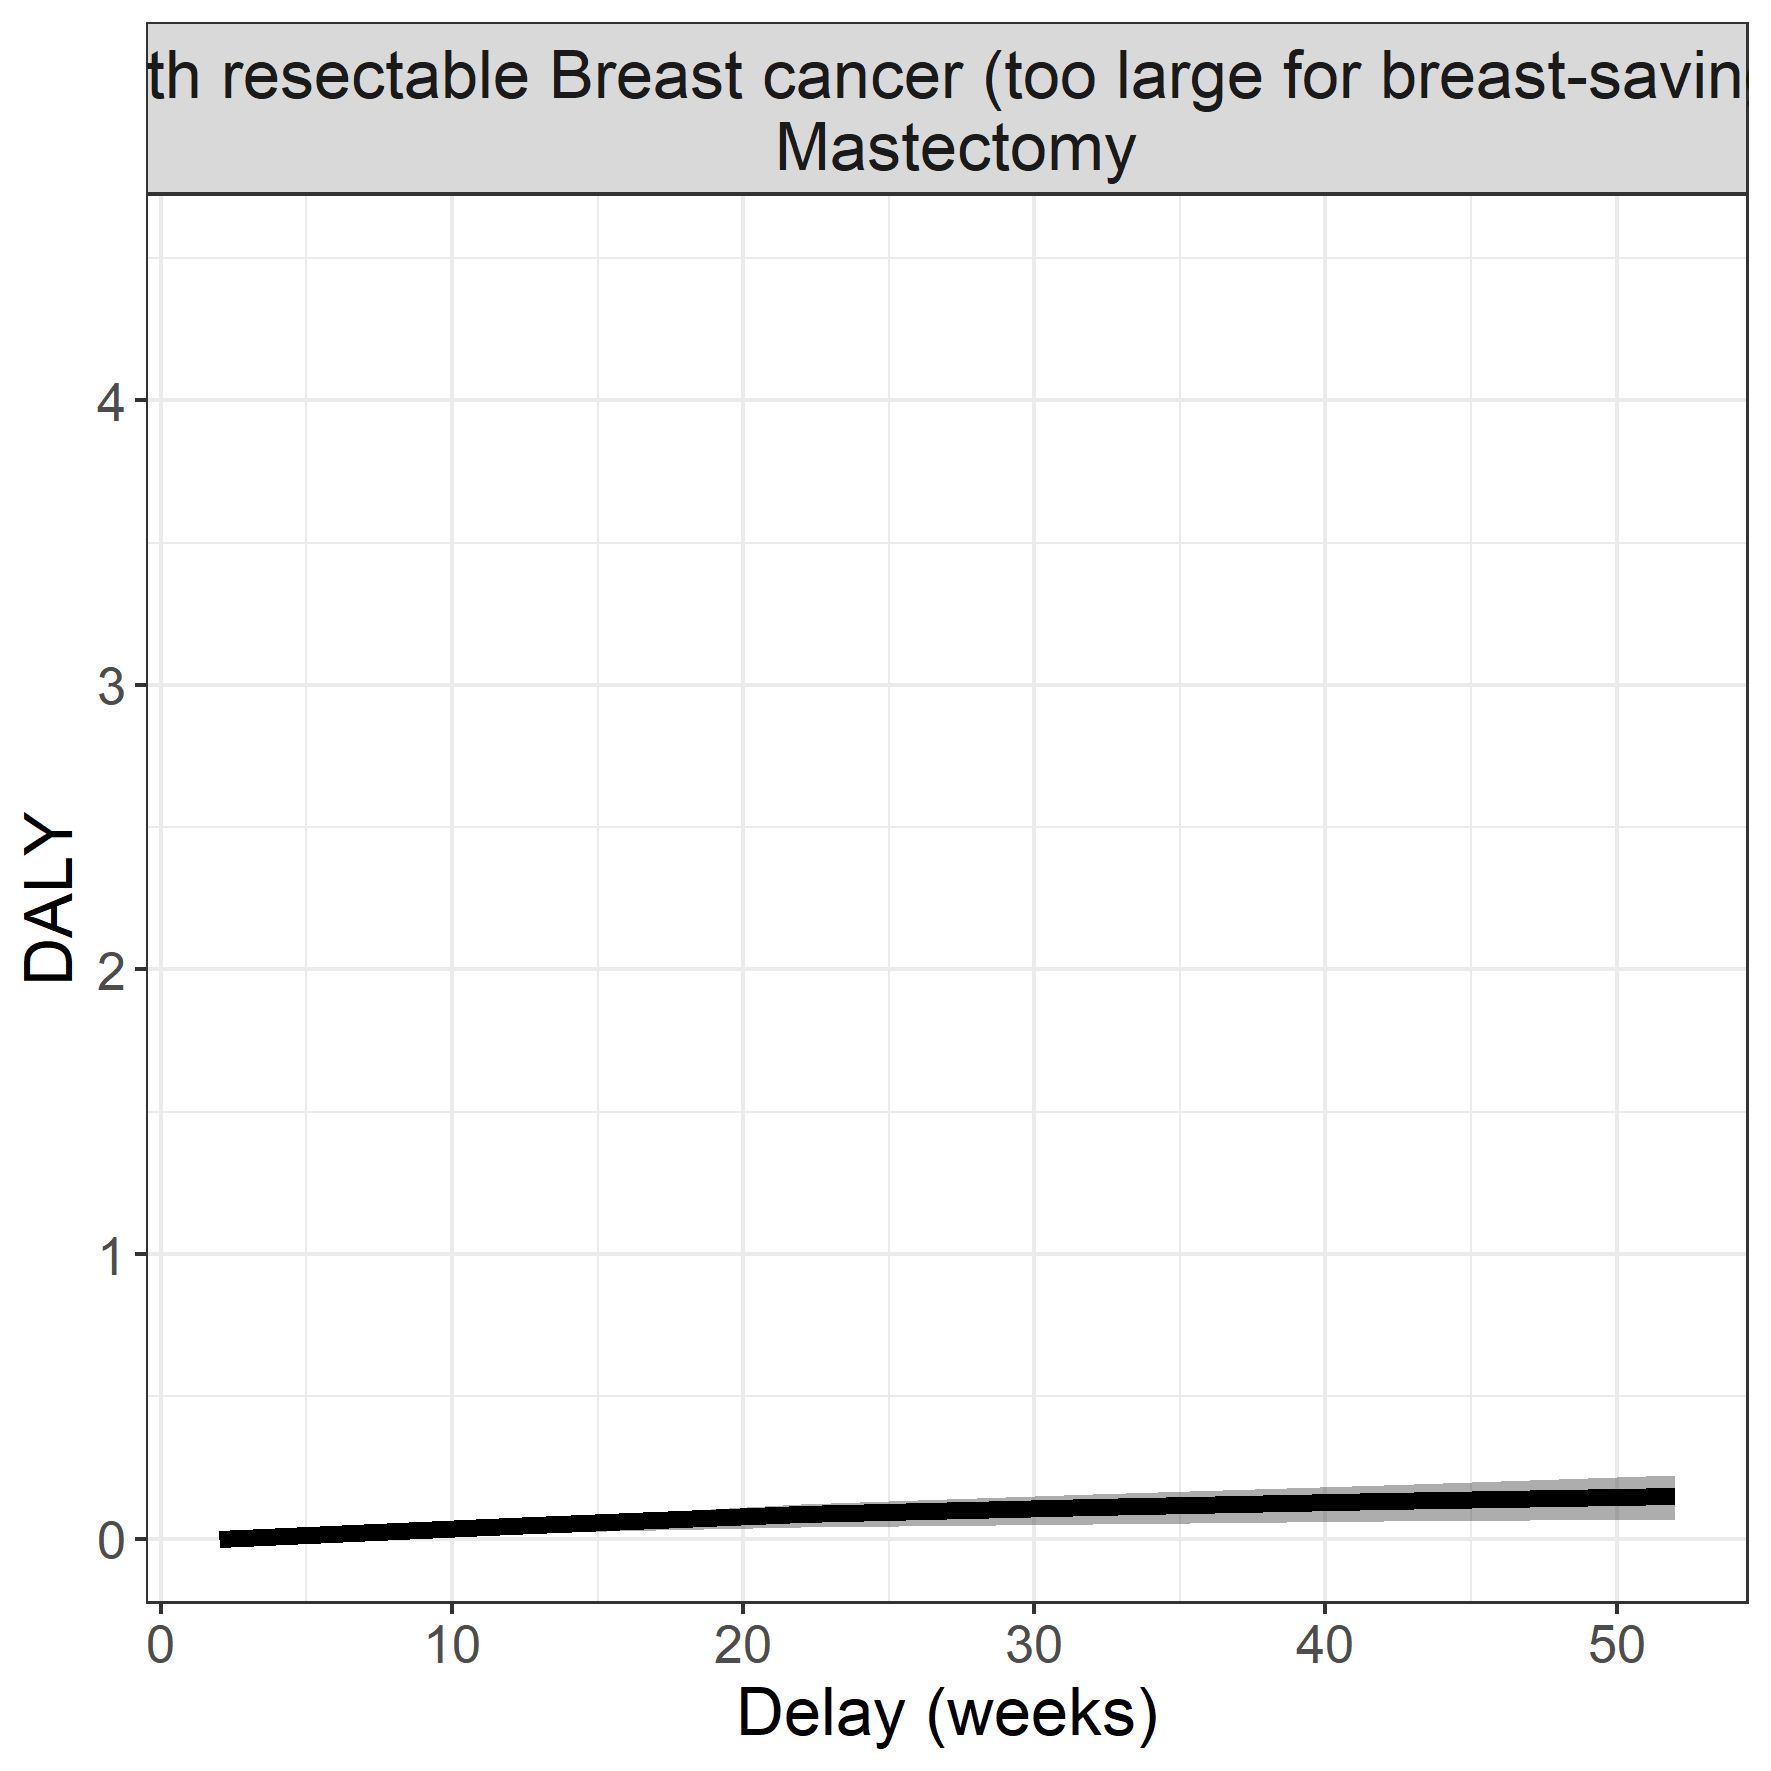 th resectable Breast cancer (too large for breast-saving
Mastectomy
DALY
4
3
2
1
0
0 10 20 30 40 50
Delay (weeks)